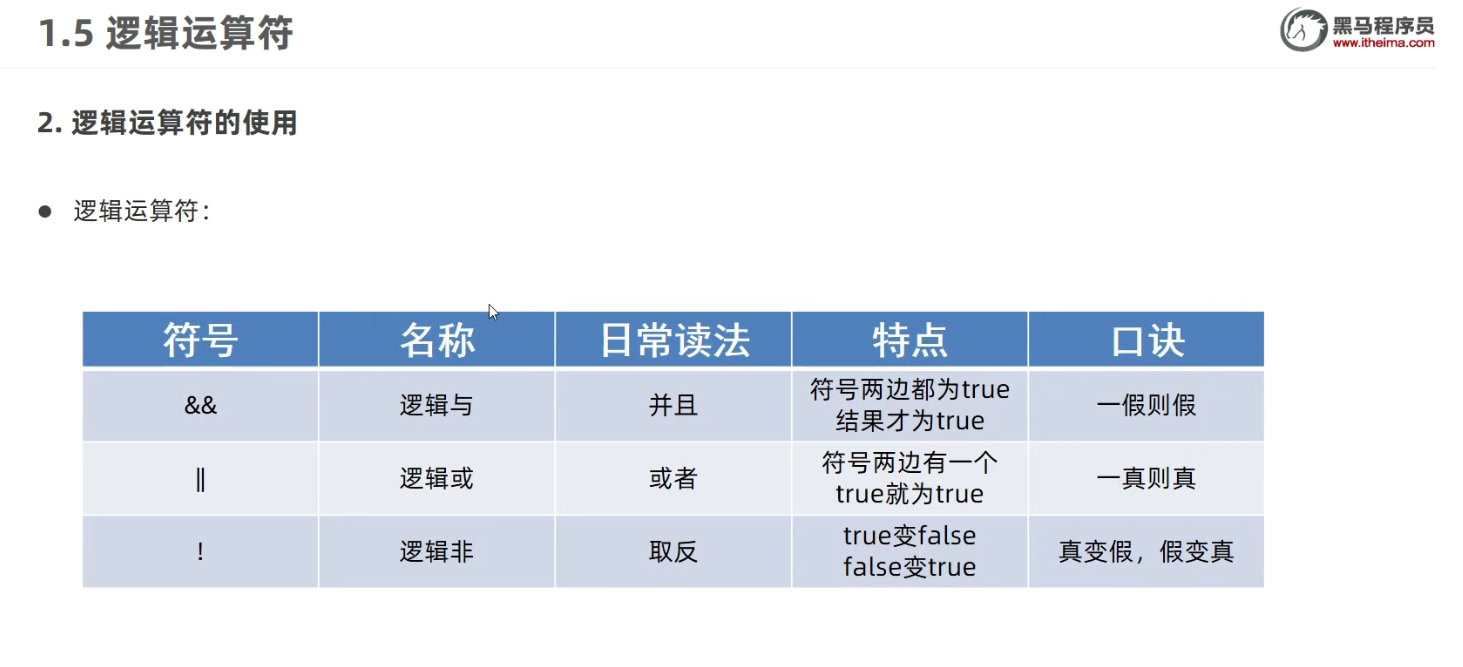 1.5 逻辑运算符
黑马程序员
www.itheima.com
2. 逻辑运算符的使用
● 逻辑运算符：
符号 名称 日常读法 特点 口诀
&& 逻辑与 并且 符号两边都为true 一假则假
结果才为true
|| 逻辑或 或者 符号两边有一个 一真则真
true就为true
! 逻辑非 取反 true变false 真变假，假变真
false变true